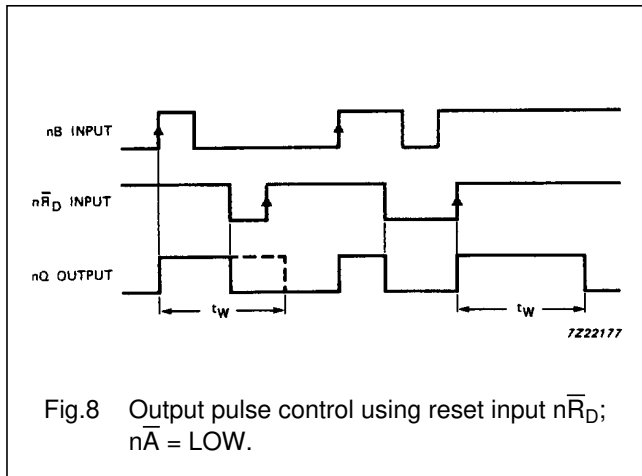 nB INPUT
nR̅D INPUT
nQ OUTPUT
tW
tW
7Z22177
Fig.8 Output pulse control using reset input nR̅D;
nA̅ = LOW.